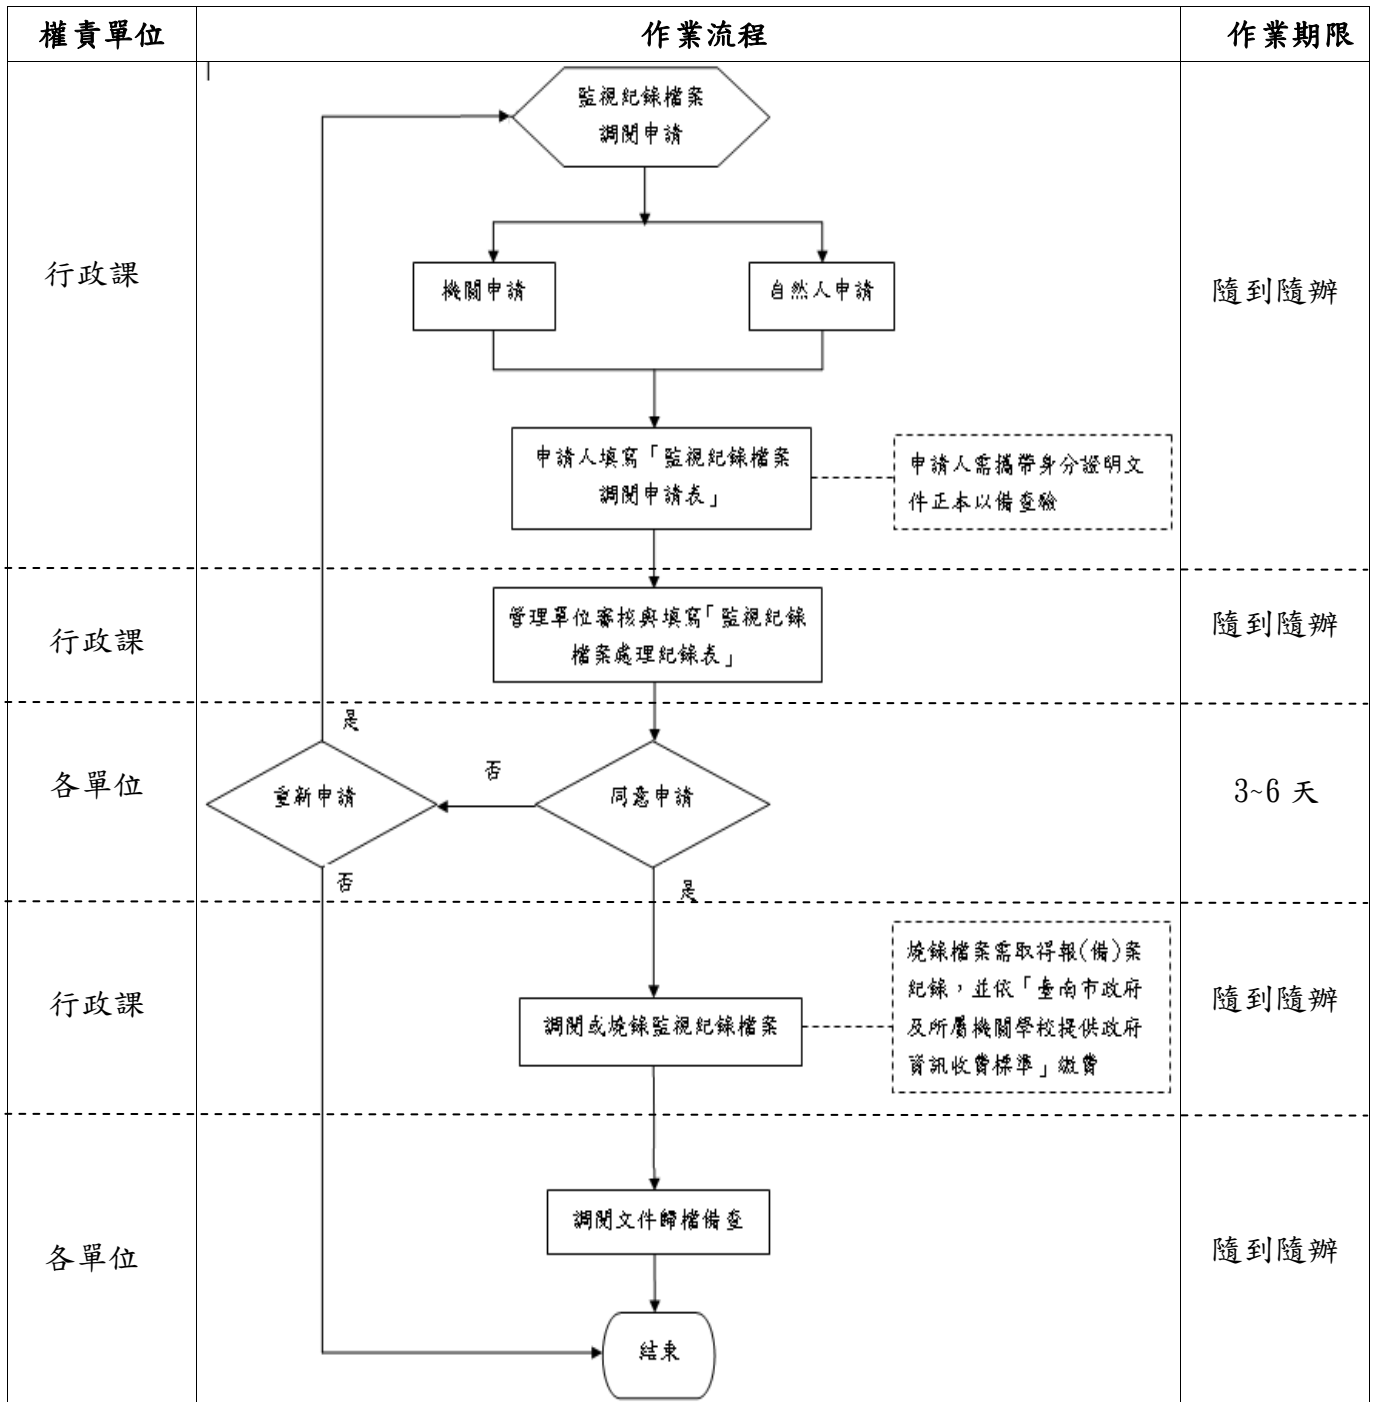 權責單位
作業流程
作業期限
監視紀錄檔案
調閱申請
行政課
機關申請
自然人申請
隨到隨辦
申請人填寫「監視紀錄檔案
調閱申請表」
申請人需攜帶身分證明文
件正本以備查驗
行政課
管理單位審核與填寫「監視紀錄
檔案處理紀錄表」
隨到隨辦
是
各單位
重新申請
否
同意申請
3~6 天
否
是
行政課
調閱或燒錄監視紀錄檔案
燒錄檔案需取得報(備)案
紀錄，並依「臺南市政府
及所屬機關學校提供政府
資訊收費標準」繳費
隨到隨辦
各單位
調閱文件歸檔備查
隨到隨辦
結束